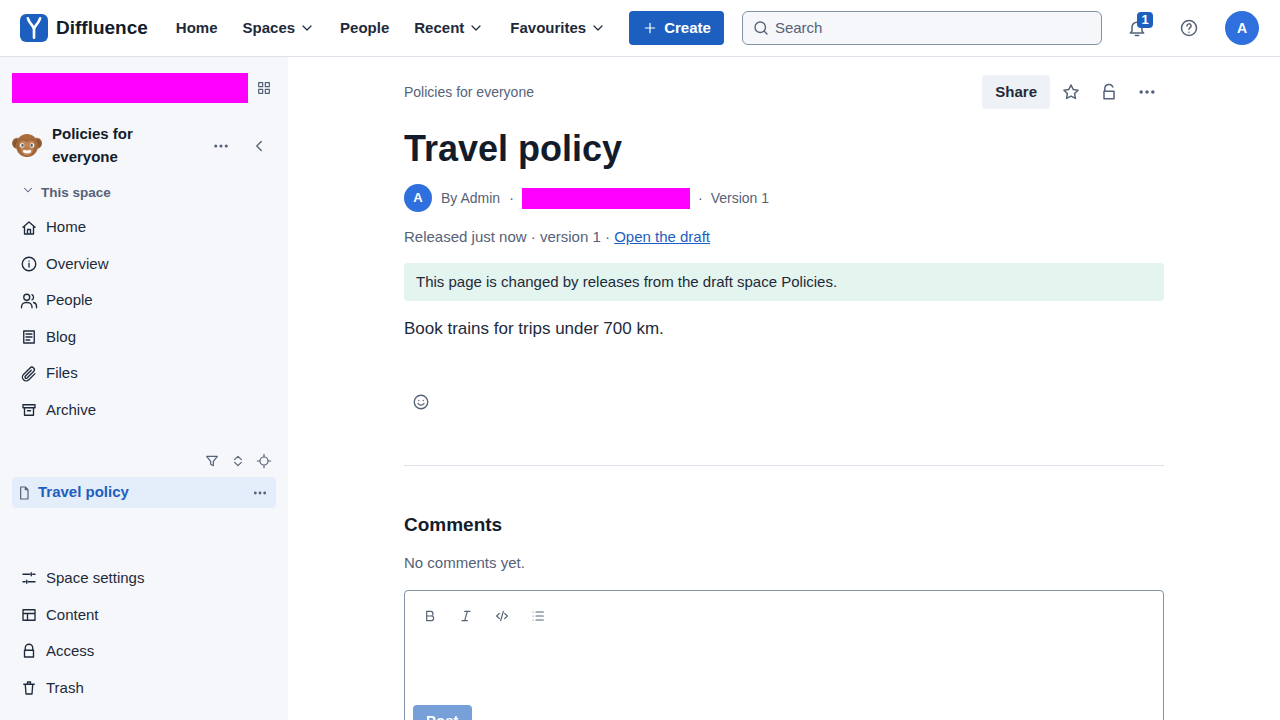 Diffluence
Home
Spaces
People
Recent
Favourites
Create
Search
1
A
Policies for everyone
This space
Home
Overview
People
Blog
Files
Archive
Travel policy
Space settings
Content
Access
Trash
Policies for everyone
Share
Travel policy
A
By Admin · · Version 1
Released just now · version 1 · Open the draft
This page is changed by releases from the draft space Policies.
Book trains for trips under 700 km.
Comments
No comments yet.
Post